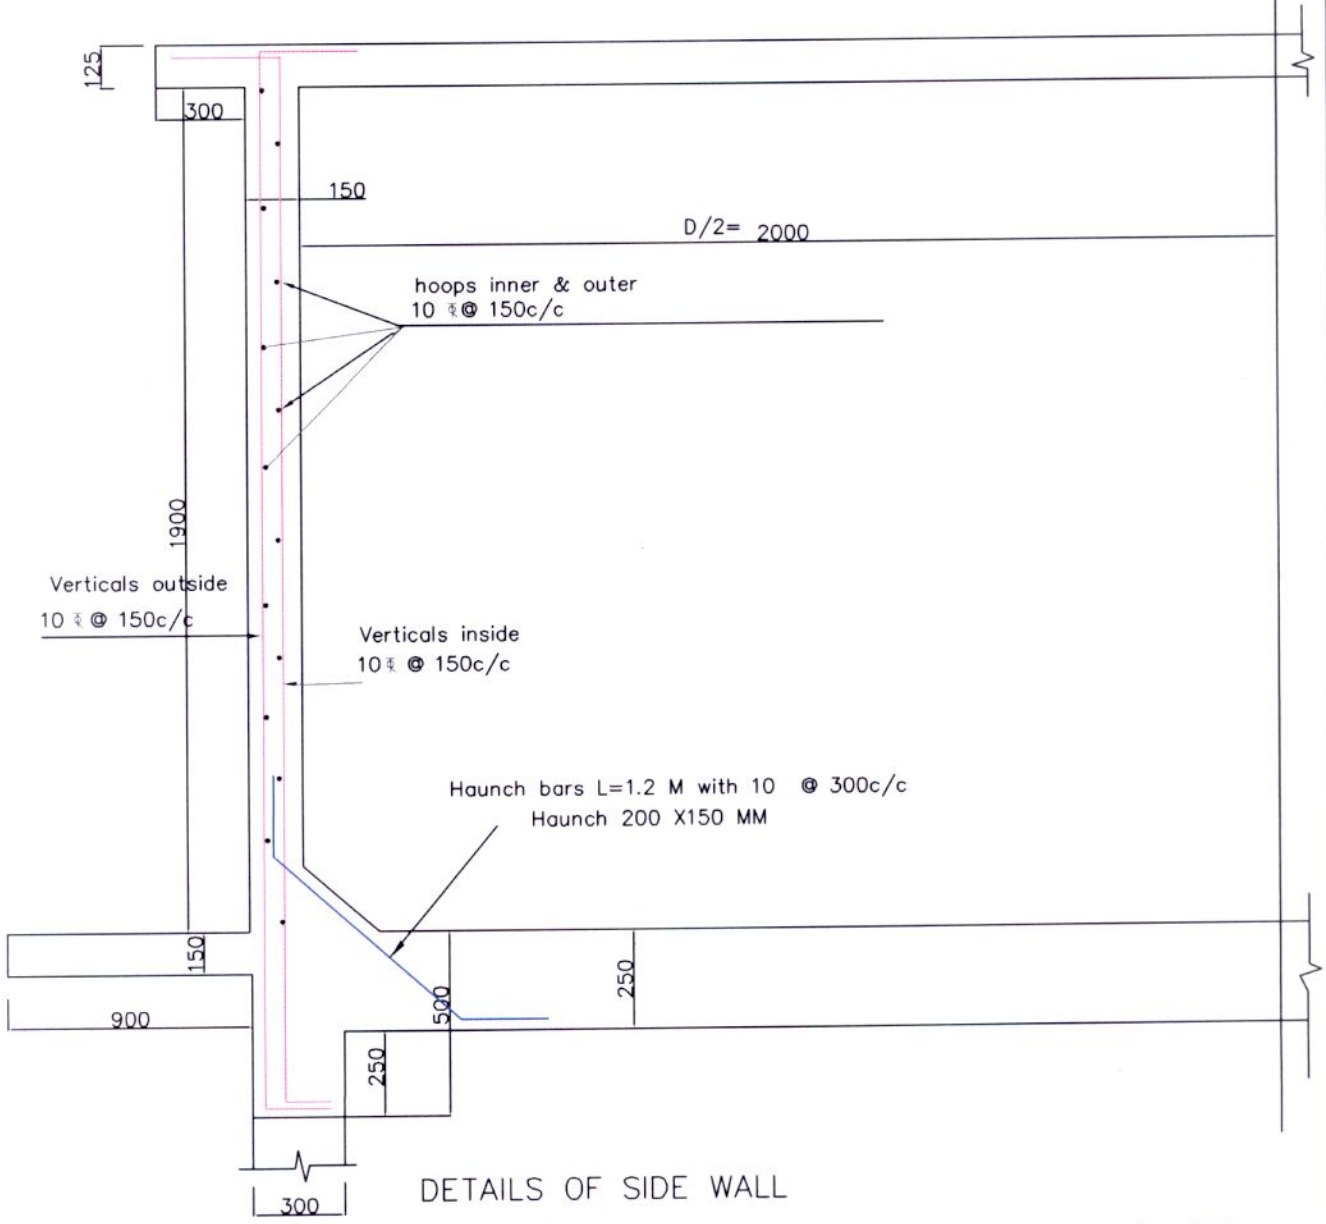 125
300
150
D/2= 2000
hoops inner & outer
10 @ 150c/c
1900
Verticals outside
10 @ 150c/c
Verticals inside
10 @ 150c/c
Haunch bars L=1.2 M with 10 @ 300c/c
Haunch 200 X150 MM
150
900
500
250
250
300
DETAILS OF SIDE WALL